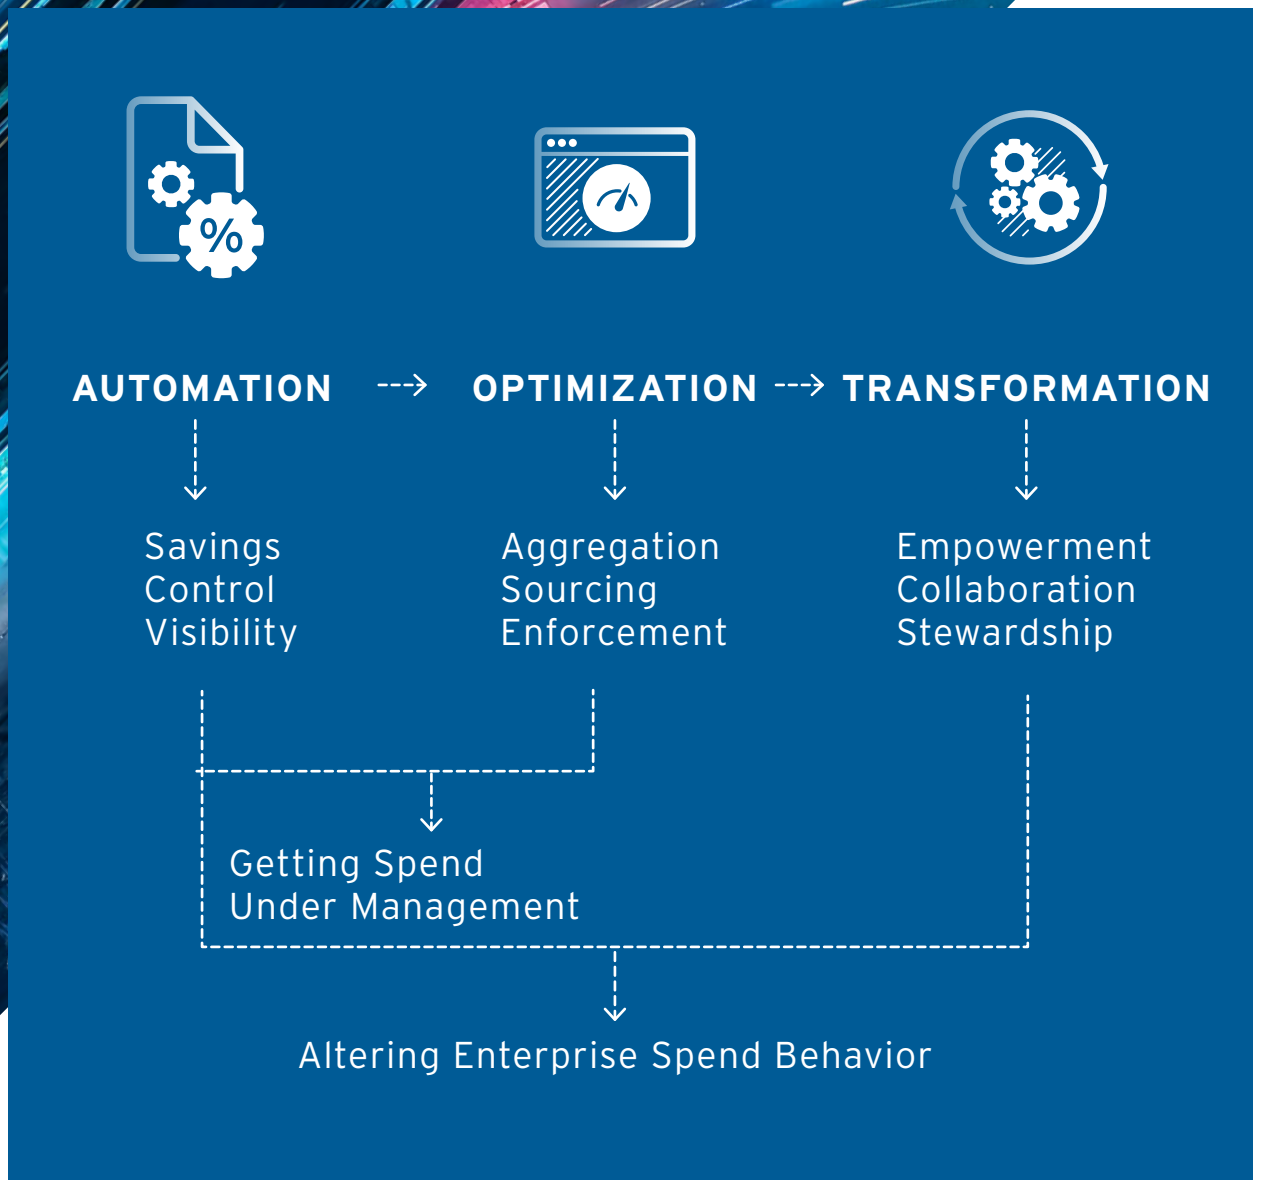 %
AUTOMATION
OPTIMIZATION
TRANSFORMATION
Savings
Control
Visibility
Aggregation
Sourcing
Enforcement
Empowerment
Collaboration
Stewardship
Getting Spend
Under Management
Altering Enterprise Spend Behavior